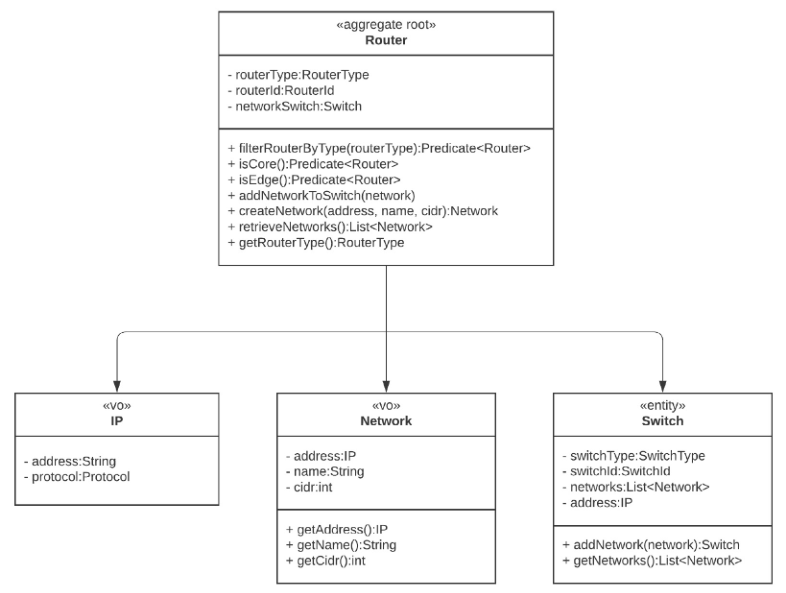 «aggregate root»
Router
- routerType:RouterType
- routerId:RouterId
- networkSwitch:Switch
+ filterRouterByType(routerType):Predicate<Router>
+ isCore():Predicate<Router>
+ isEdge():Predicate<Router>
+ addNetworkToSwitch(network)
+ createNetwork(address, name, cidr):Network
+ retrieveNetworks():List<Network>
+ getRouterType():RouterType
«vo»
IP
- address:String
- protocol:Protocol
«vo»
Network
- address:IP
- name:String
- cidr:int
+ getAddress():IP
+ getName():String
+ getCidr():int
«entity»
Switch
- switchType:SwitchType
- switchId:SwitchId
- networks:List<Network>
- address:IP
+ addNetwork(network):Switch
+ getNetworks():List<Network>